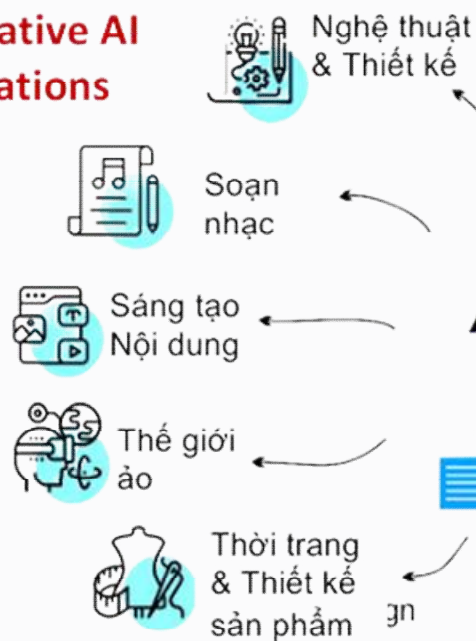 ative AI
ations
Nghệ thuật
& Thiết kế
Soạn
nhạc
Sáng tạo
Nội dung
Thế giới
ảo
Thời trang
& Thiết kế
sản phẩm
gn